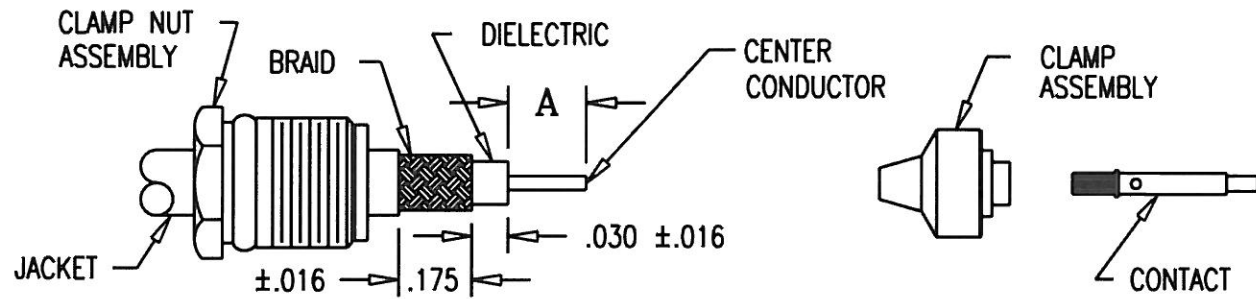 CLAMP NUT
ASSEMBLY
BRAID
DIELECTRIC
A
CENTER
CONDUCTOR
CLAMP
ASSEMBLY
JACKET
±.016
.175
.030 ±.016
CONTACT